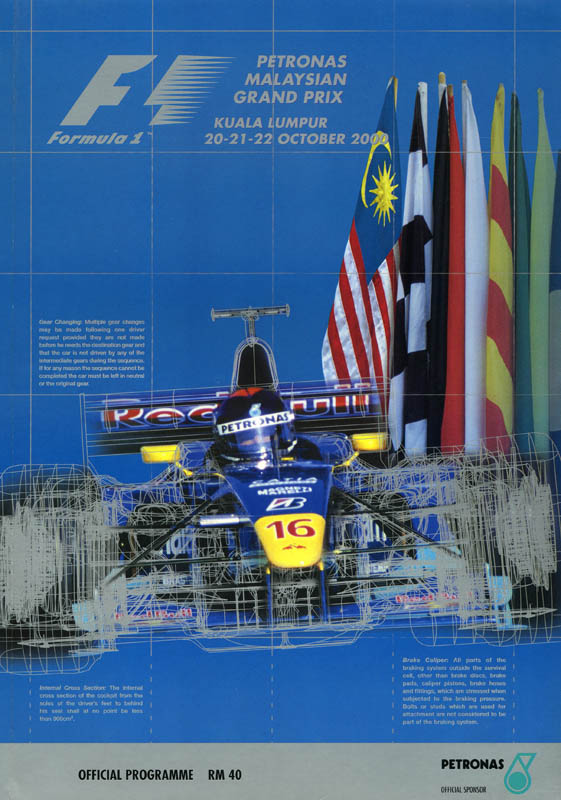 PETRONAS
MALAYSIAN
GRAND PRIX
Formula 1™
KUALA LUMPUR
20-21-22 OCTOBER 2000
Gear Changing: Multiple gear changes
may be made following one driver
request provided they are not made
before he needs the destination gear and
that the car is not driven by any of the
intermediate gears during the sequence.
If for any reason the sequence cannot be
completed the car must be left in neutral
or the original gear.
Red Bull
PETRONAS
MAGNETI
MARELLI
16
Brake Caliper: All parts of the
braking system outside the survival
cell, other than brake discs, brake
pads, caliper pistons, brake hoses
and fittings, which are stressed when
subjected to the braking pressure.
Bolts or studs which are used for
attachment are not considered to be
part of the braking system.
Internal Cross Section: The internal
cross section of the cockpit from the
soles of the driver's feet to behind
his seat shall at no point be less
than 900cm².
OFFICIAL PROGRAMME RM 40
PETRONAS
OFFICIAL SPONSOR